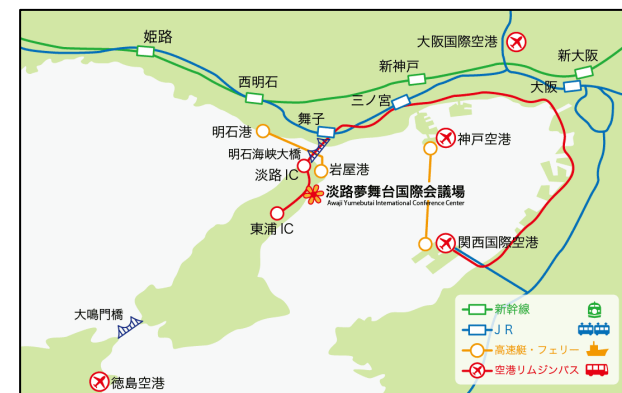 姫路
大阪国際空港
新大阪
新神戸
西明石
大阪
三ノ宮
舞子
明石港
神戸空港
明石海峡大橋
岩屋港
淡路IC
淡路夢舞台国際会議場
Awaji Yumebutai International Conference Center
東浦IC
関西国際空港
大鳴門橋
新幹線
JR
高速艇・フェリー
空港リムジンバス
徳島空港